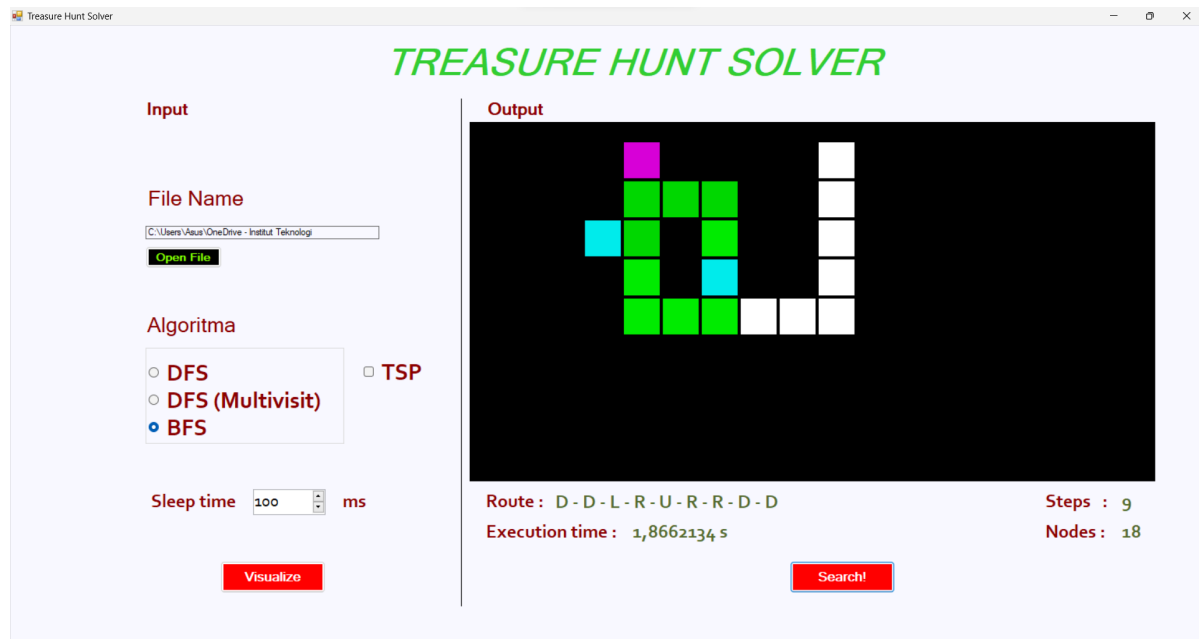 Treasure Hunt Solver
TREASURE HUNT SOLVER
Input
Output
File Name
C:\Users\Asus\OneDrive - Institut Teknologi
Open File
Algoritma
DFS
TSP
DFS (Multivisit)
BFS
Sleep time 100 ms
Route : D - D - L - R - U - R - R - D - D
Steps : 9
Execution time : 1,8662134 s
Nodes : 18
Visualize
Search!